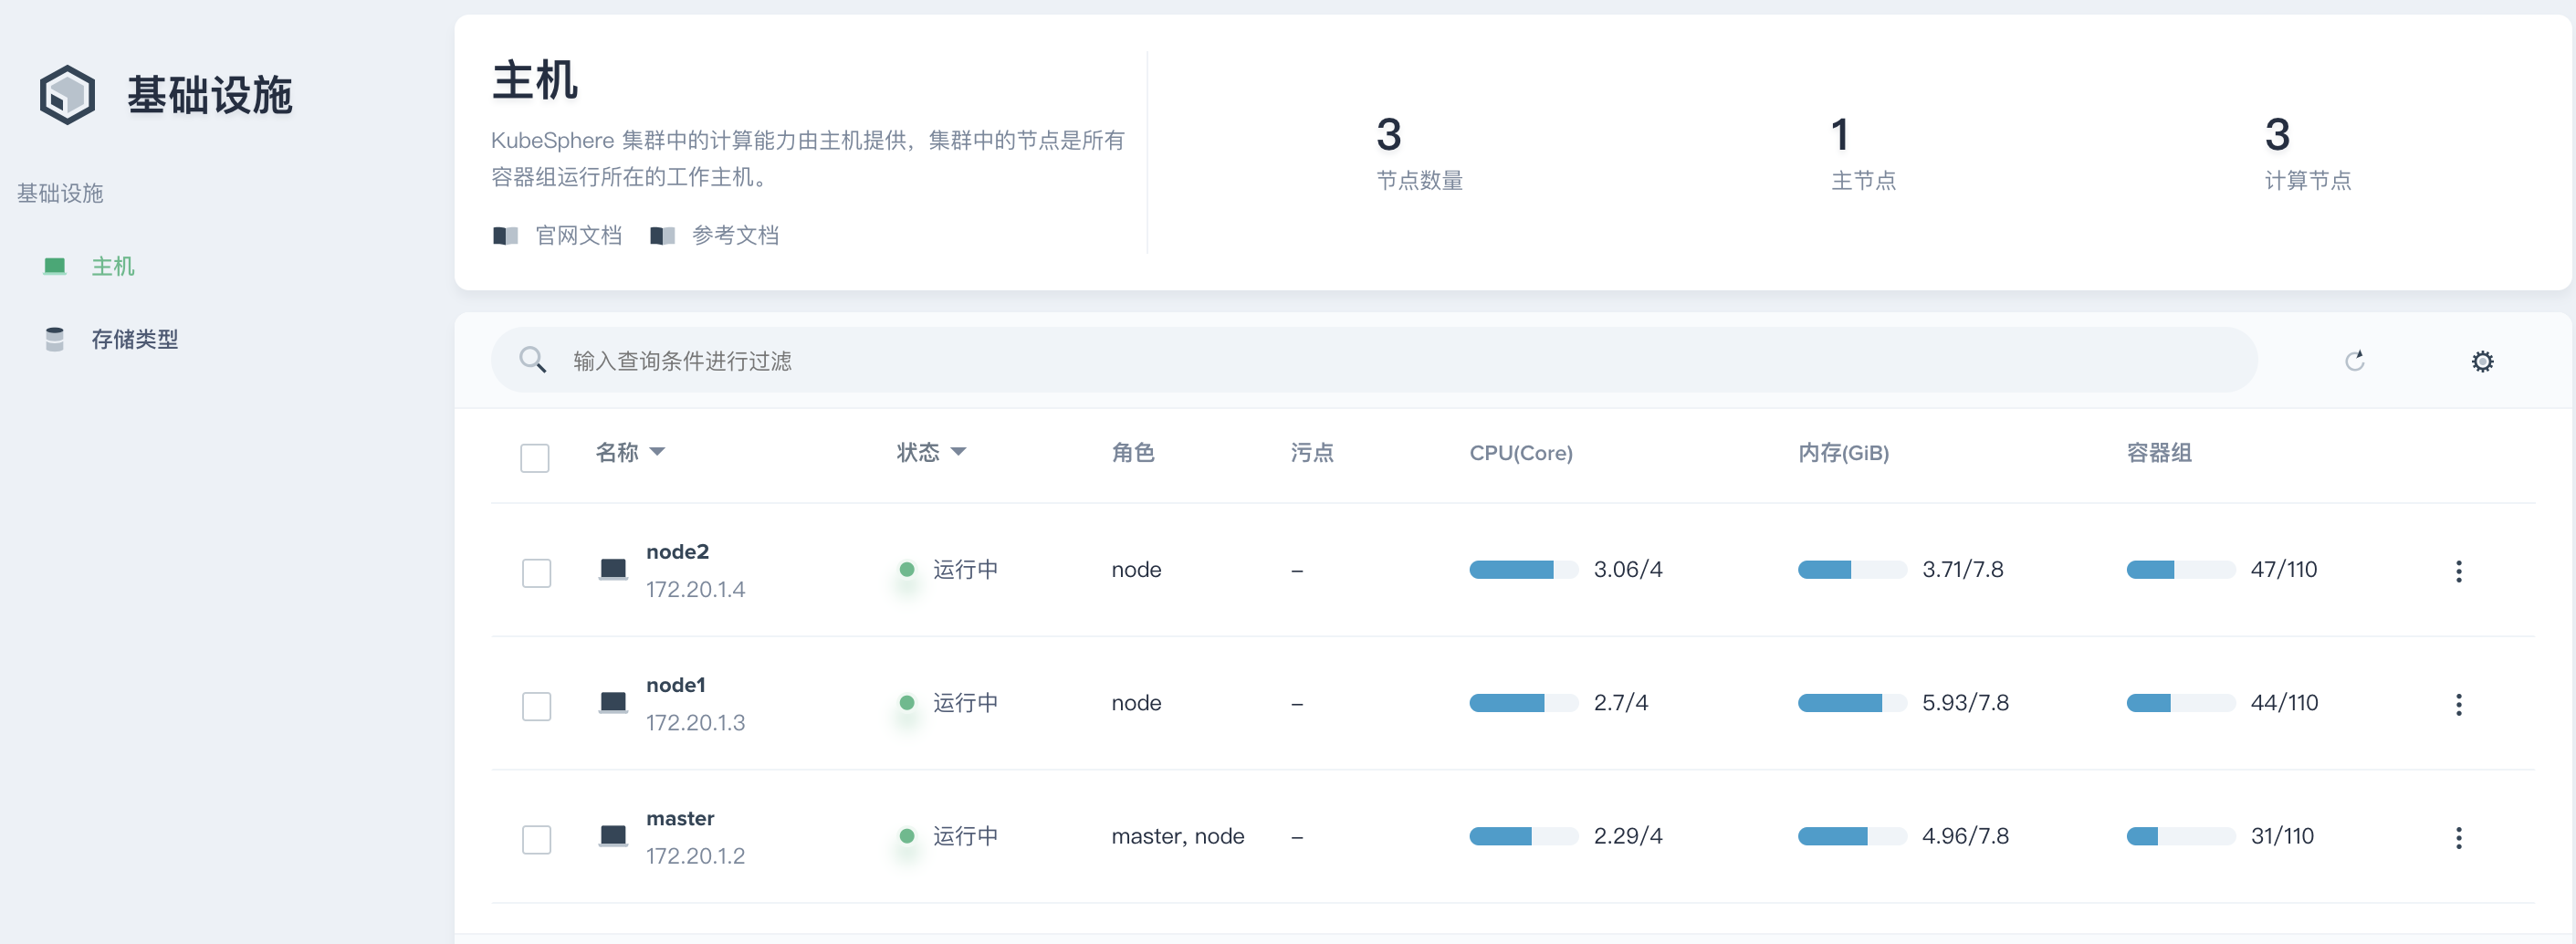 基础设施
基础设施
主机
存储类型
主机
KubeSphere 集群中的计算能力由主机提供，集群中的节点是所有
容器组运行所在的工作主机。
官网文档 参考文档
3 1 3
节点数量 主节点 计算节点
输入查询条件进行过滤
名称 状态 角色 污点 CPU(Core) 内存(GiB) 容器组
node2
172.20.1.4
运行中 node – 3.06/4 3.71/7.8 47/110
node1
172.20.1.3
运行中 node – 2.7/4 5.93/7.8 44/110
master
172.20.1.2
运行中 master, node – 2.29/4 4.96/7.8 31/110